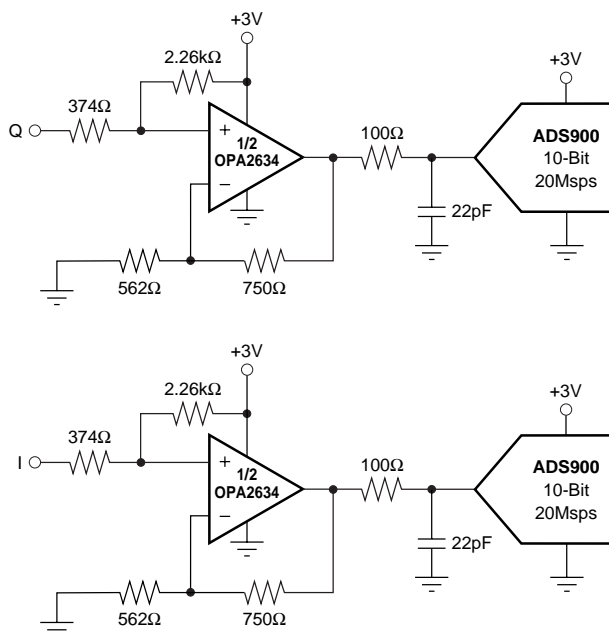 +3V
2.26kΩ
+3V
374Ω
Q
+
1/2
OPA2634
−
100Ω
ADS900
10-Bit
20Msps
22pF
562Ω
750Ω
+3V
2.26kΩ
+3V
374Ω
I
+
1/2
OPA2634
−
100Ω
ADS900
10-Bit
20Msps
22pF
562Ω
750Ω